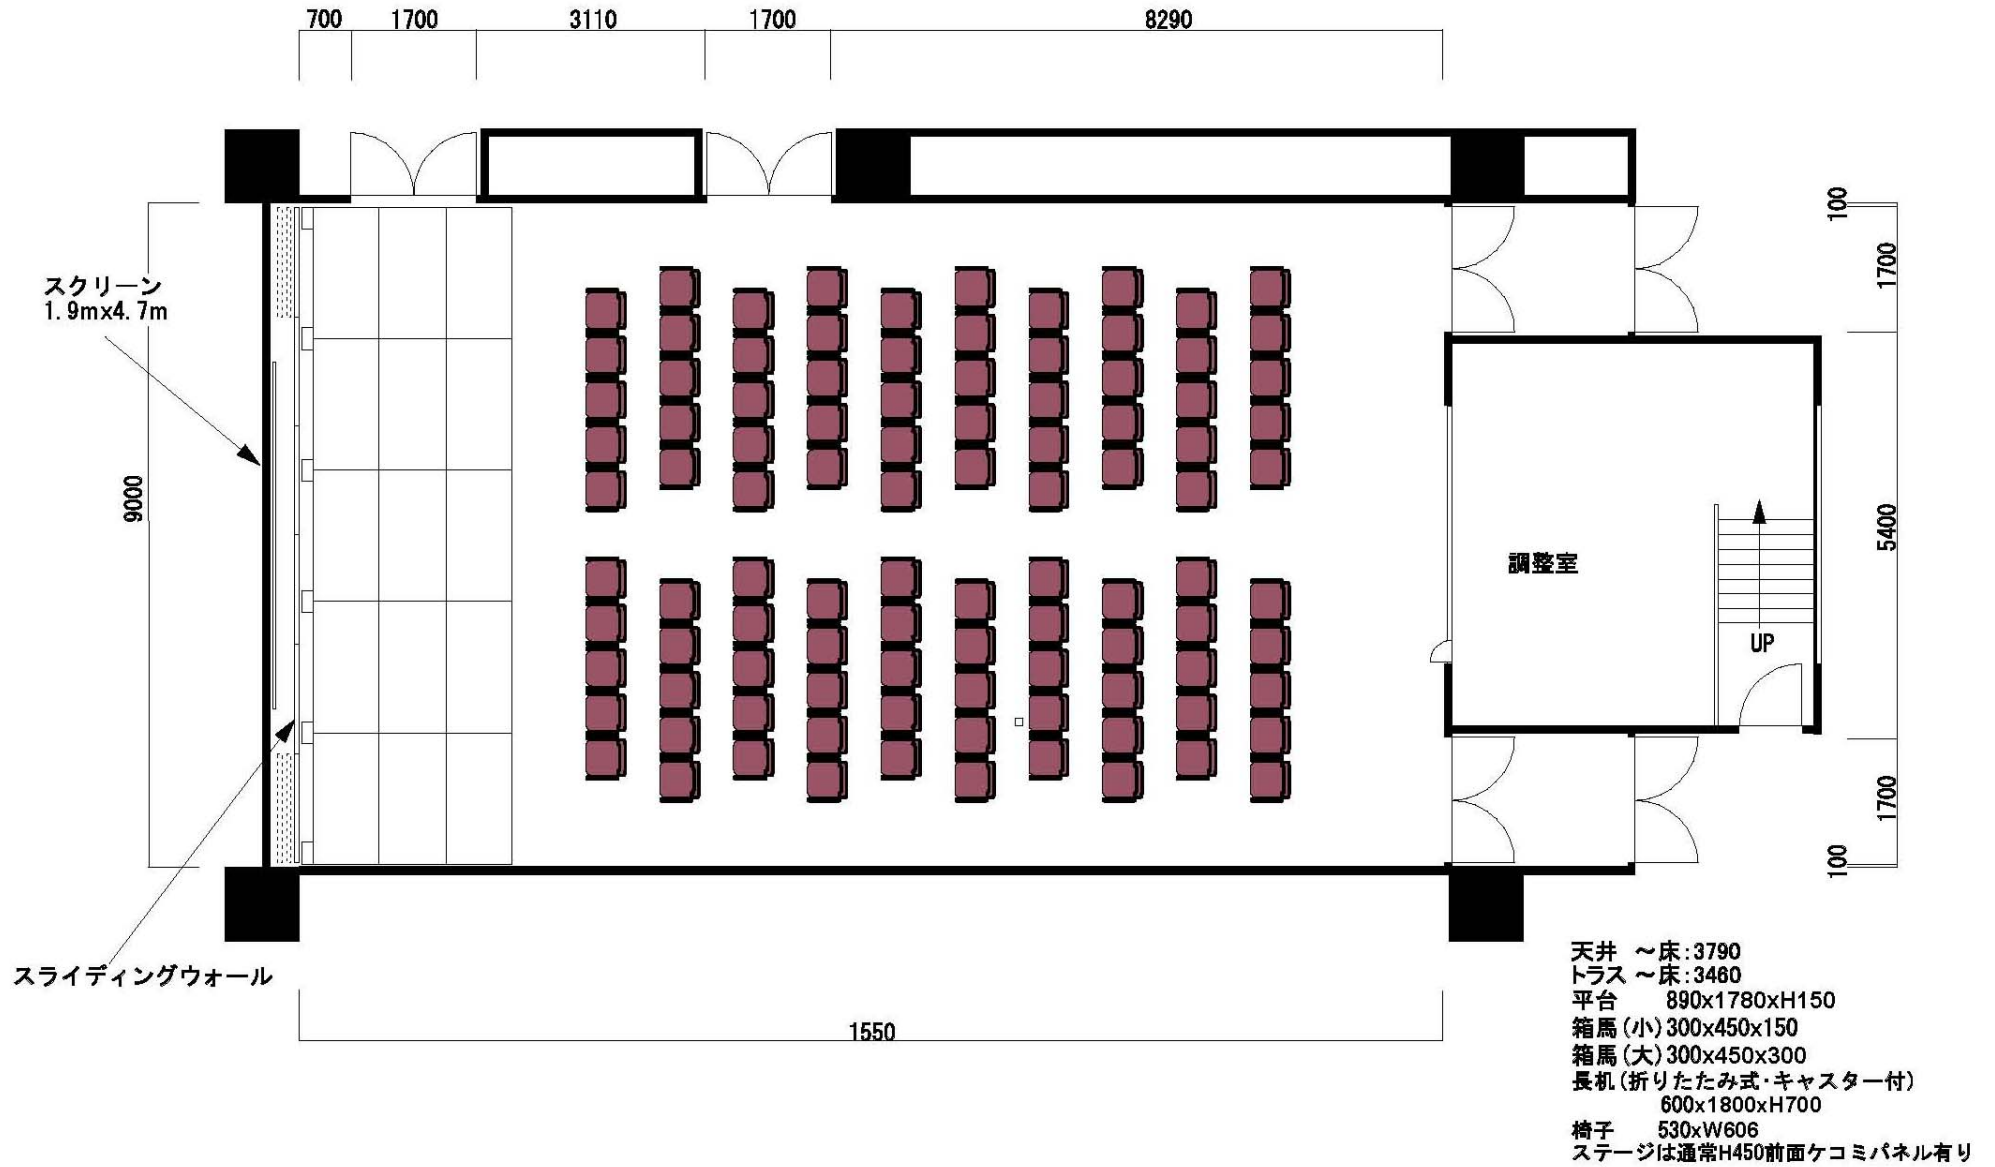 700 1700 3110 1700 8290
スクリーン
1.9mx4.7m
9000
100
1700
5400
1700
100
調整室
UP
スライディングウォール
1550
天井 ～床:3790
トラス ～床:3460
平台 890x1780xH150
箱馬(小)300x450x150
箱馬(大)300x450x300
長机(折りたたみ式・キャスター付)
600x1800xH700
椅子 530xW606
ステージは通常H450前面ケコミパネル有り